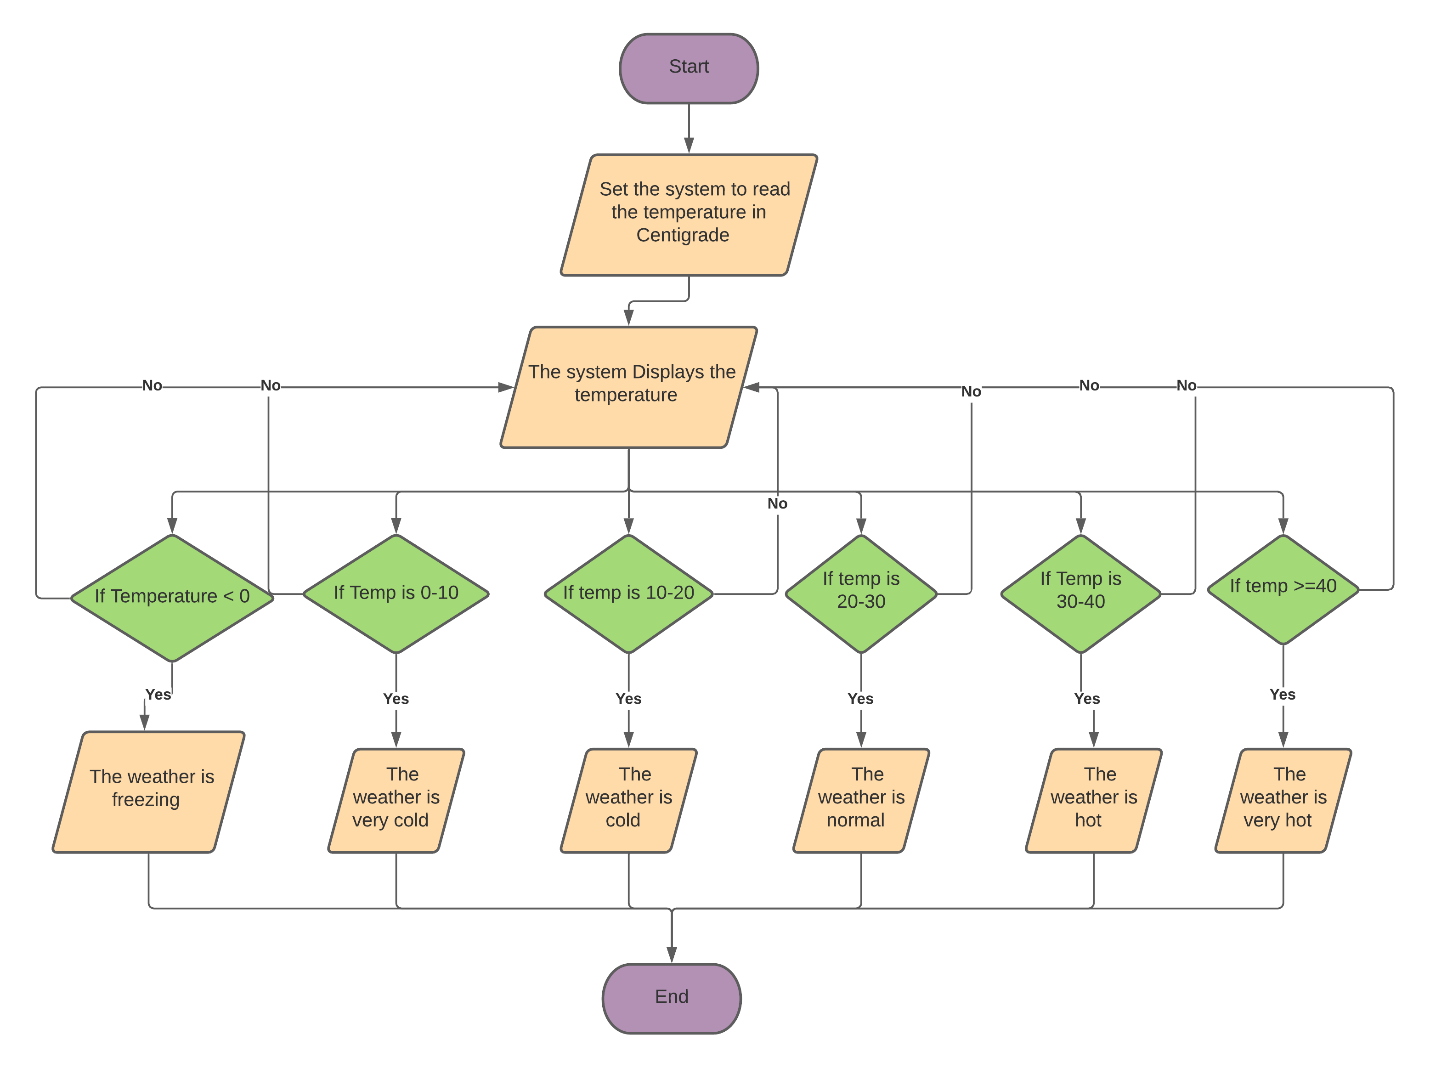 Start
Set the system to read
the temperature in
Centigrade
The system Displays the
temperature
No
No
No
No
No
No
If Temperature < 0
If Temp is 0-10
If temp is 10-20
If temp is
20-30
If Temp is
30-40
If temp >=40
Yes
Yes
Yes
Yes
Yes
Yes
The weather is
freezing
The
weather is
very cold
The
weather is
cold
The
weather is
normal
The
weather is
hot
The
weather is
very hot
End